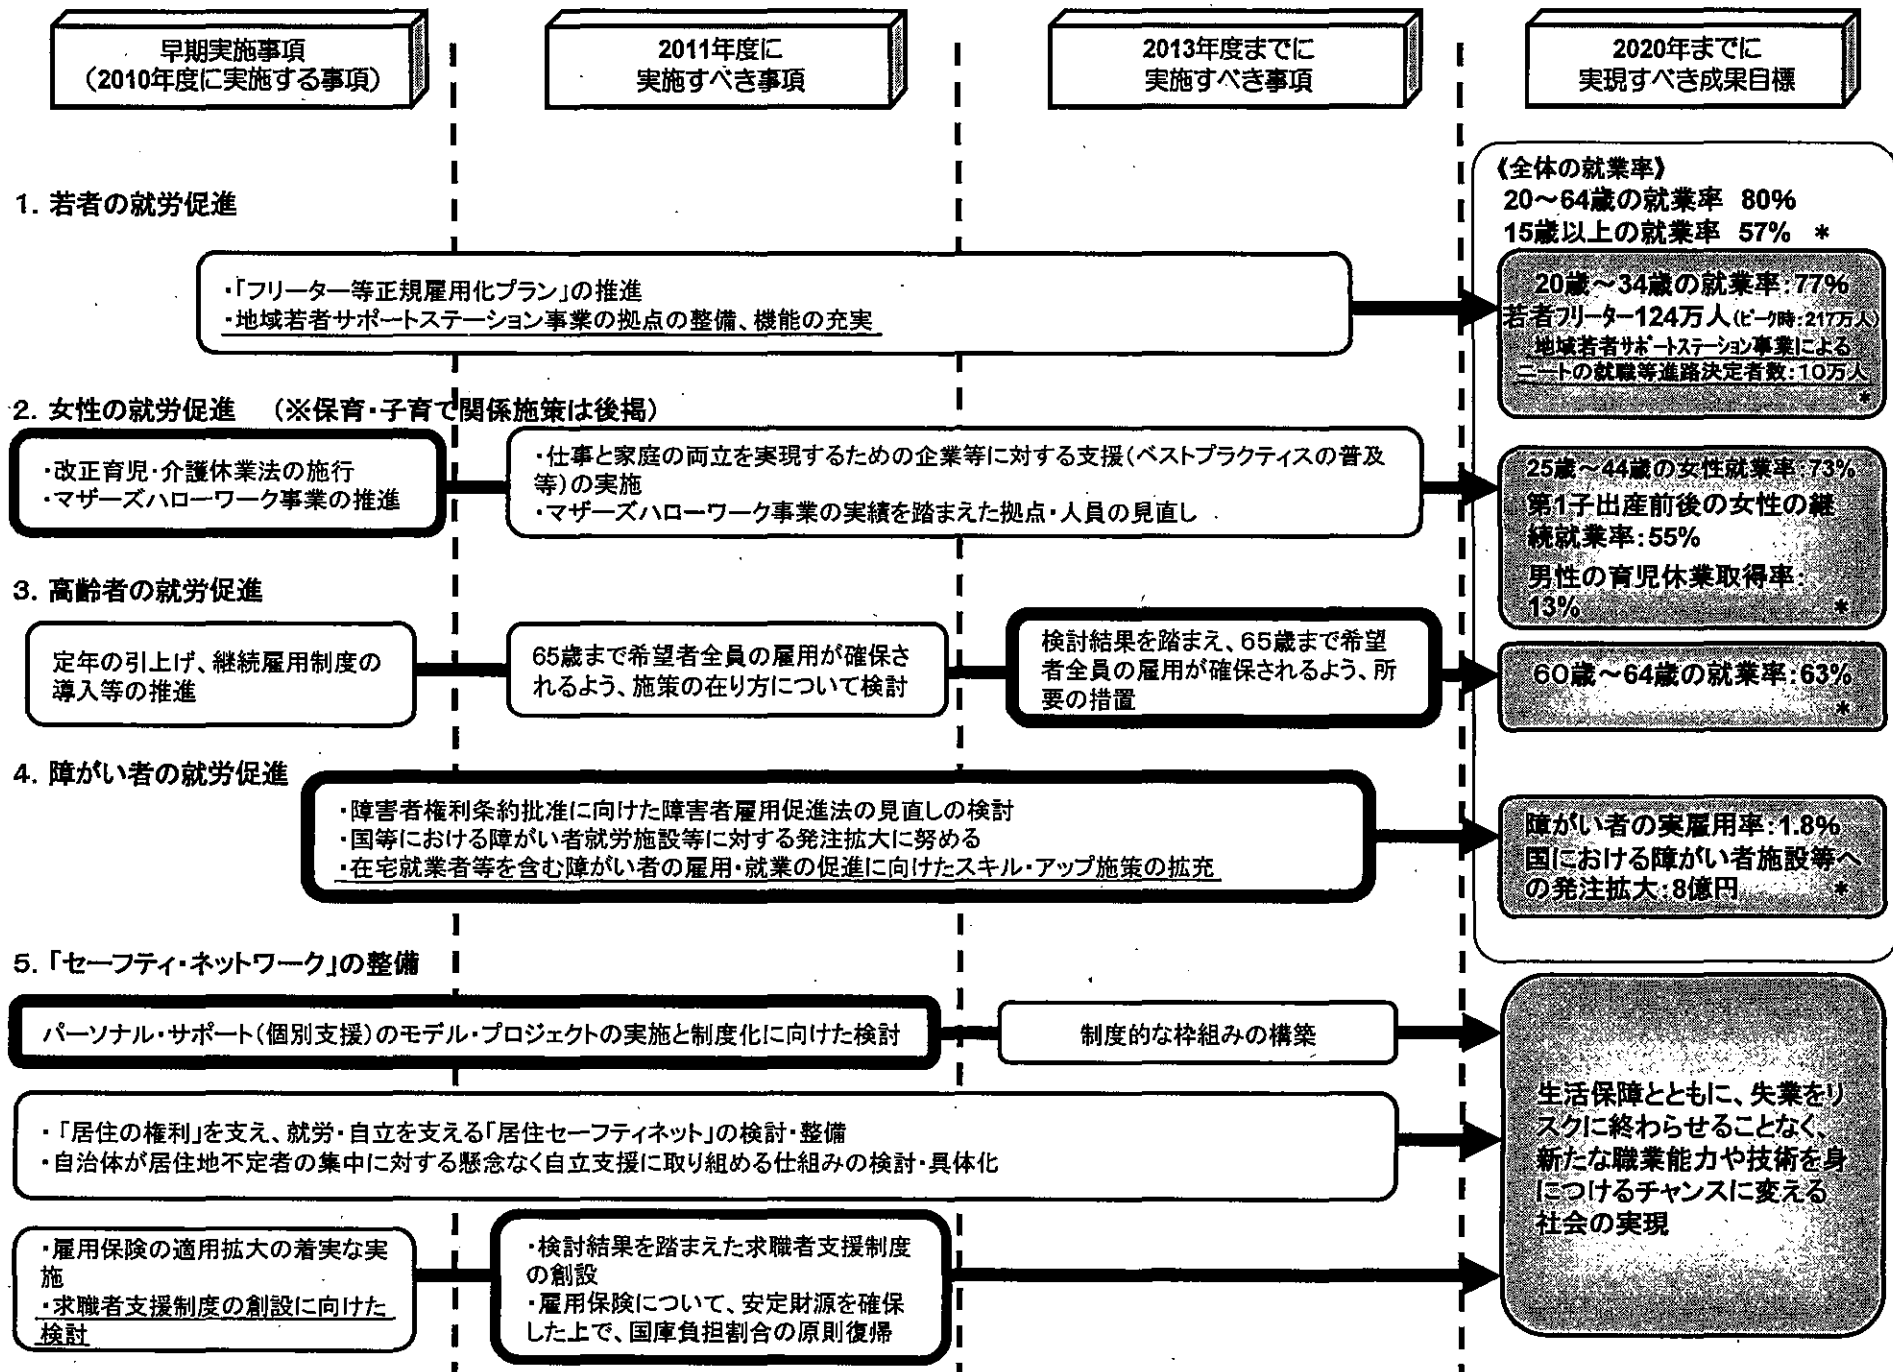 早期実施事項
(2010年度に実施する事項)
2011年度に
実施すべき事項
2013年度までに
実施すべき事項
2020年までに
実現すべき成果目標
《全体の就業率》
20～64歳の就業率 80%
15歳以上の就業率 57% *
1. 若者の就労促進
・「フリーター等正規雇用化プラン」の推進
・地域若者サポートステーション事業の拠点の整備、機能の充実
20歳～34歳の就業率:77%
若者フリーター124万人(ピーク時:217万人)
地域若者サポートステーション事業による
ニートの就職等進路決定者数:10万人
*
2. 女性の就労促進 (※保育・子育て関係施策は後掲)
・改正育児・介護休業法の施行
・マザーズハローワーク事業の推進
・仕事と家庭の両立を実現するための企業等に対する支援(ベストプラクティスの普及
等)の実施
・マザーズハローワーク事業の実績を踏まえた拠点・人員の見直し
25歳～44歳の女性就業率:73%
第1子出産前後の女性の継
続就業率:55%
男性の育児休業取得率:
13% *
3. 高齢者の就労促進
定年の引上げ、継続雇用制度の
導入等の推進
65歳まで希望者全員の雇用が確保さ
れるよう、施策の在り方について検討
検討結果を踏まえ、65歳まで希望
者全員の雇用が確保されるよう、所
要の措置
60歳～64歳の就業率:63%
*
4. 障がい者の就労促進
・障害者権利条約批准に向けた障害者雇用促進法の見直しの検討
・国等における障がい者就労施設等に対する発注拡大に努める
・在宅就業者等を含む障がい者の雇用・就業の促進に向けたスキル・アップ施策の拡充
障がい者の実雇用率:1.8%
国における障がい者施設等へ
の発注拡大:8億円 *
5. 「セーフティ・ネットワーク」の整備
パーソナル・サポート(個別支援)のモデル・プロジェクトの実施と制度化に向けた検討
制度的な枠組みの構築
・「居住の権利」を支え、就労・自立を支える「居住セーフティネット」の検討・整備
・自治体が居住地不定者の集中に対する懸念なく自立支援に取り組める仕組みの検討・具体化
・雇用保険の適用拡大の着実な実
施
・求職者支援制度の創設に向けた
検討
・検討結果を踏まえた求職者支援制度
の創設
・雇用保険について、安定財源を確保
した上で、国庫負担割合の原則復帰
生活保障とともに、失業をリ
スクに終わらせることなく、
新たな職業能力や技術を身
につけるチャンスに変える
社会の実現